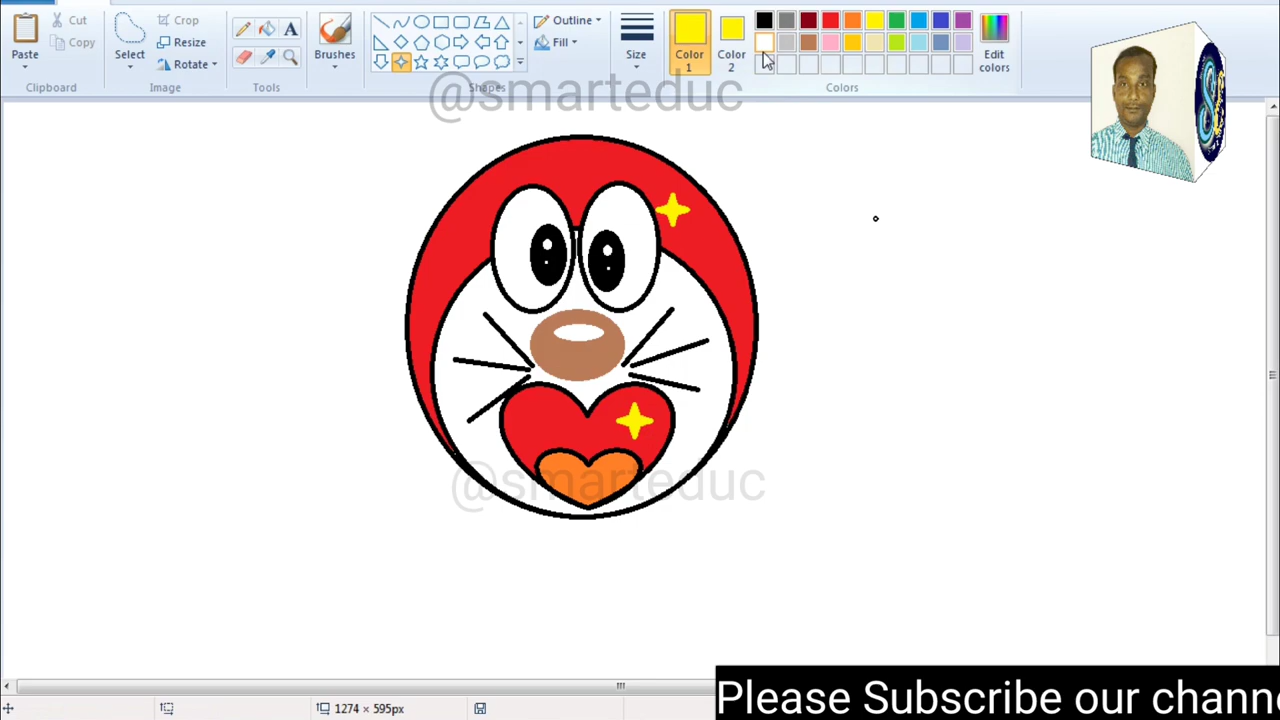 Paste
Cut
Copy
Clipboard
Select
Crop
Resize
Rotate
Image
A
Tools
Brushes
Shapes
Outline
Fill
Size
Color 1
Color 2
Edit colors
Colors
@smarteduc
@smarteduc
1274 × 595px
Please Subscribe our channe